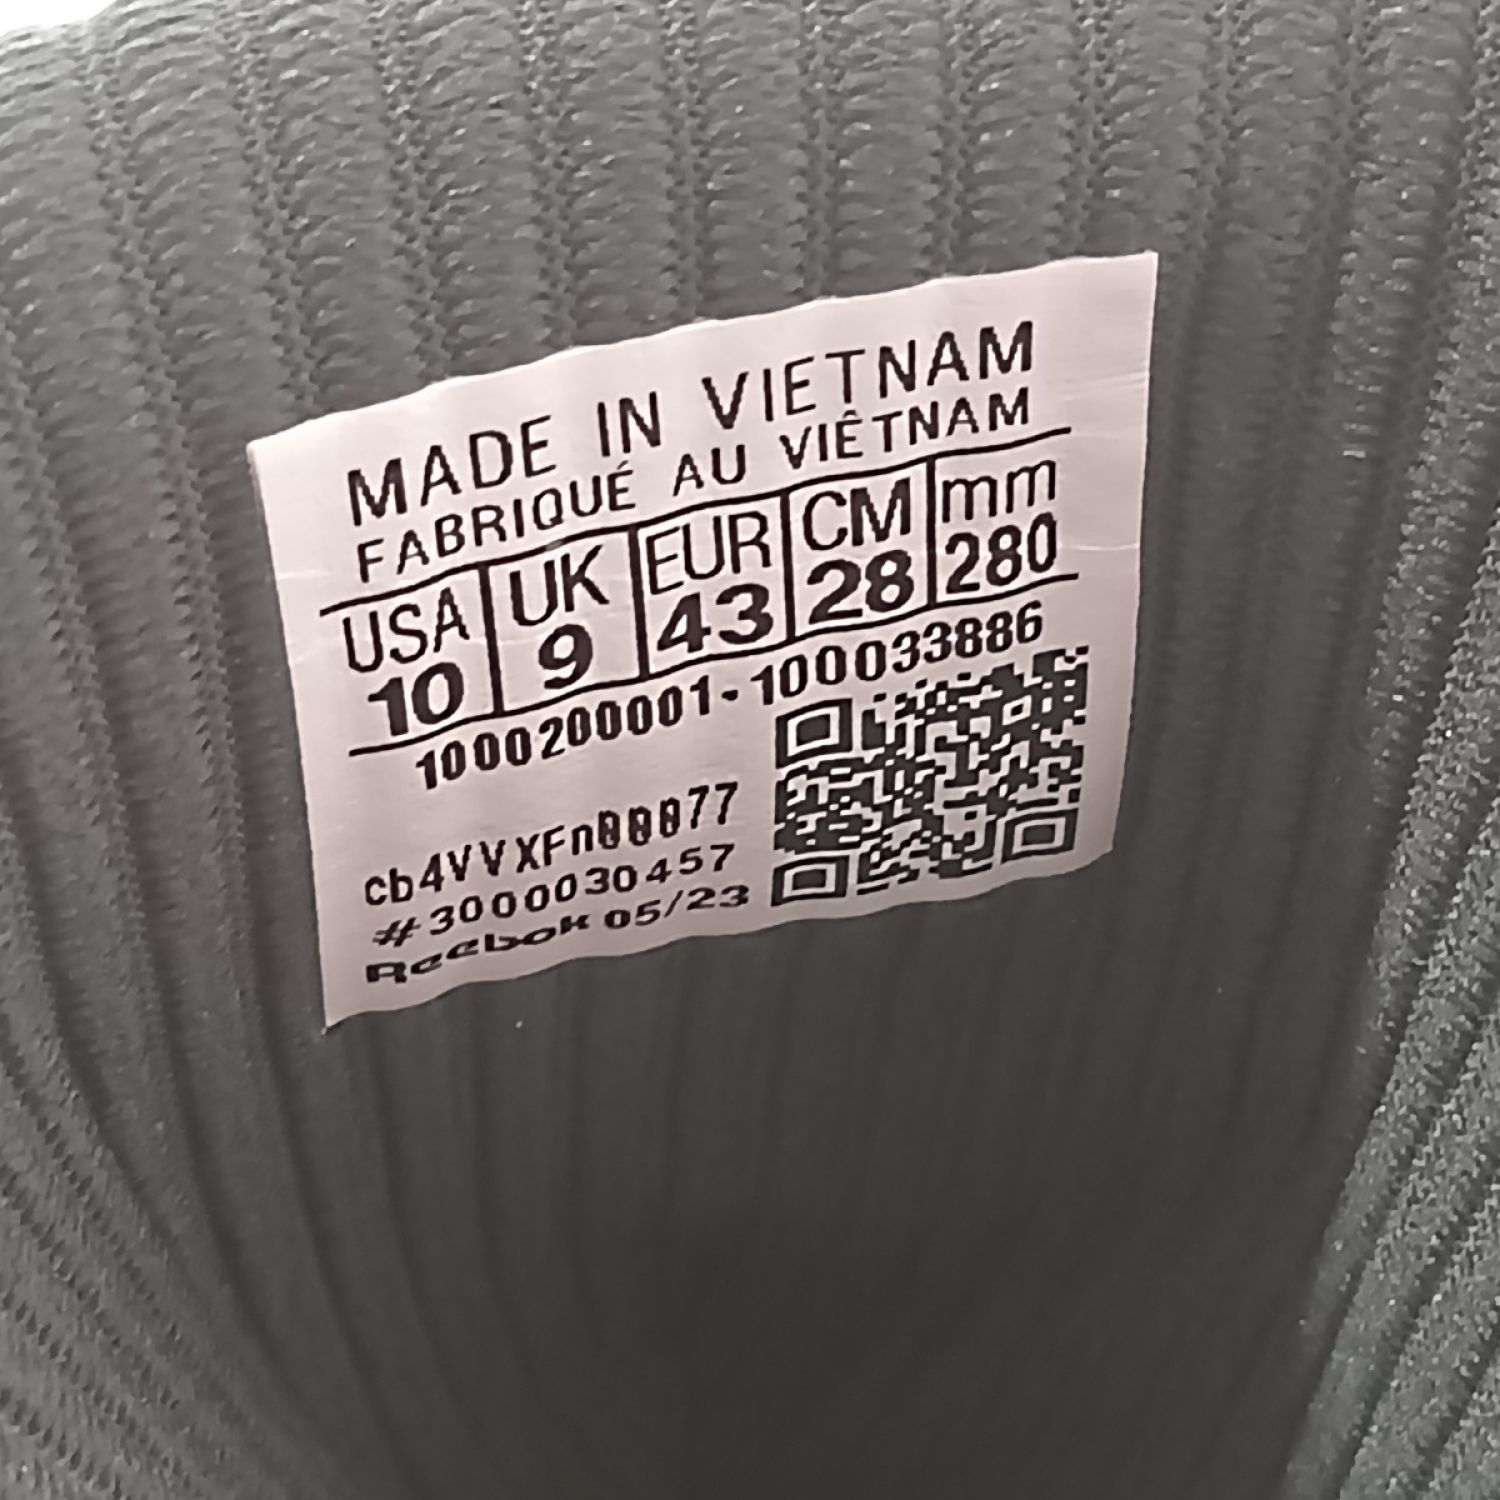 MADE IN VIETNAM
FABRIQUÉ AU VIÊTNAM
USA UK EUR CM mm
10 9 43 28 280
1000200001-100033886
cb4VVXFn00077
#3000030457
Reebok 05/23